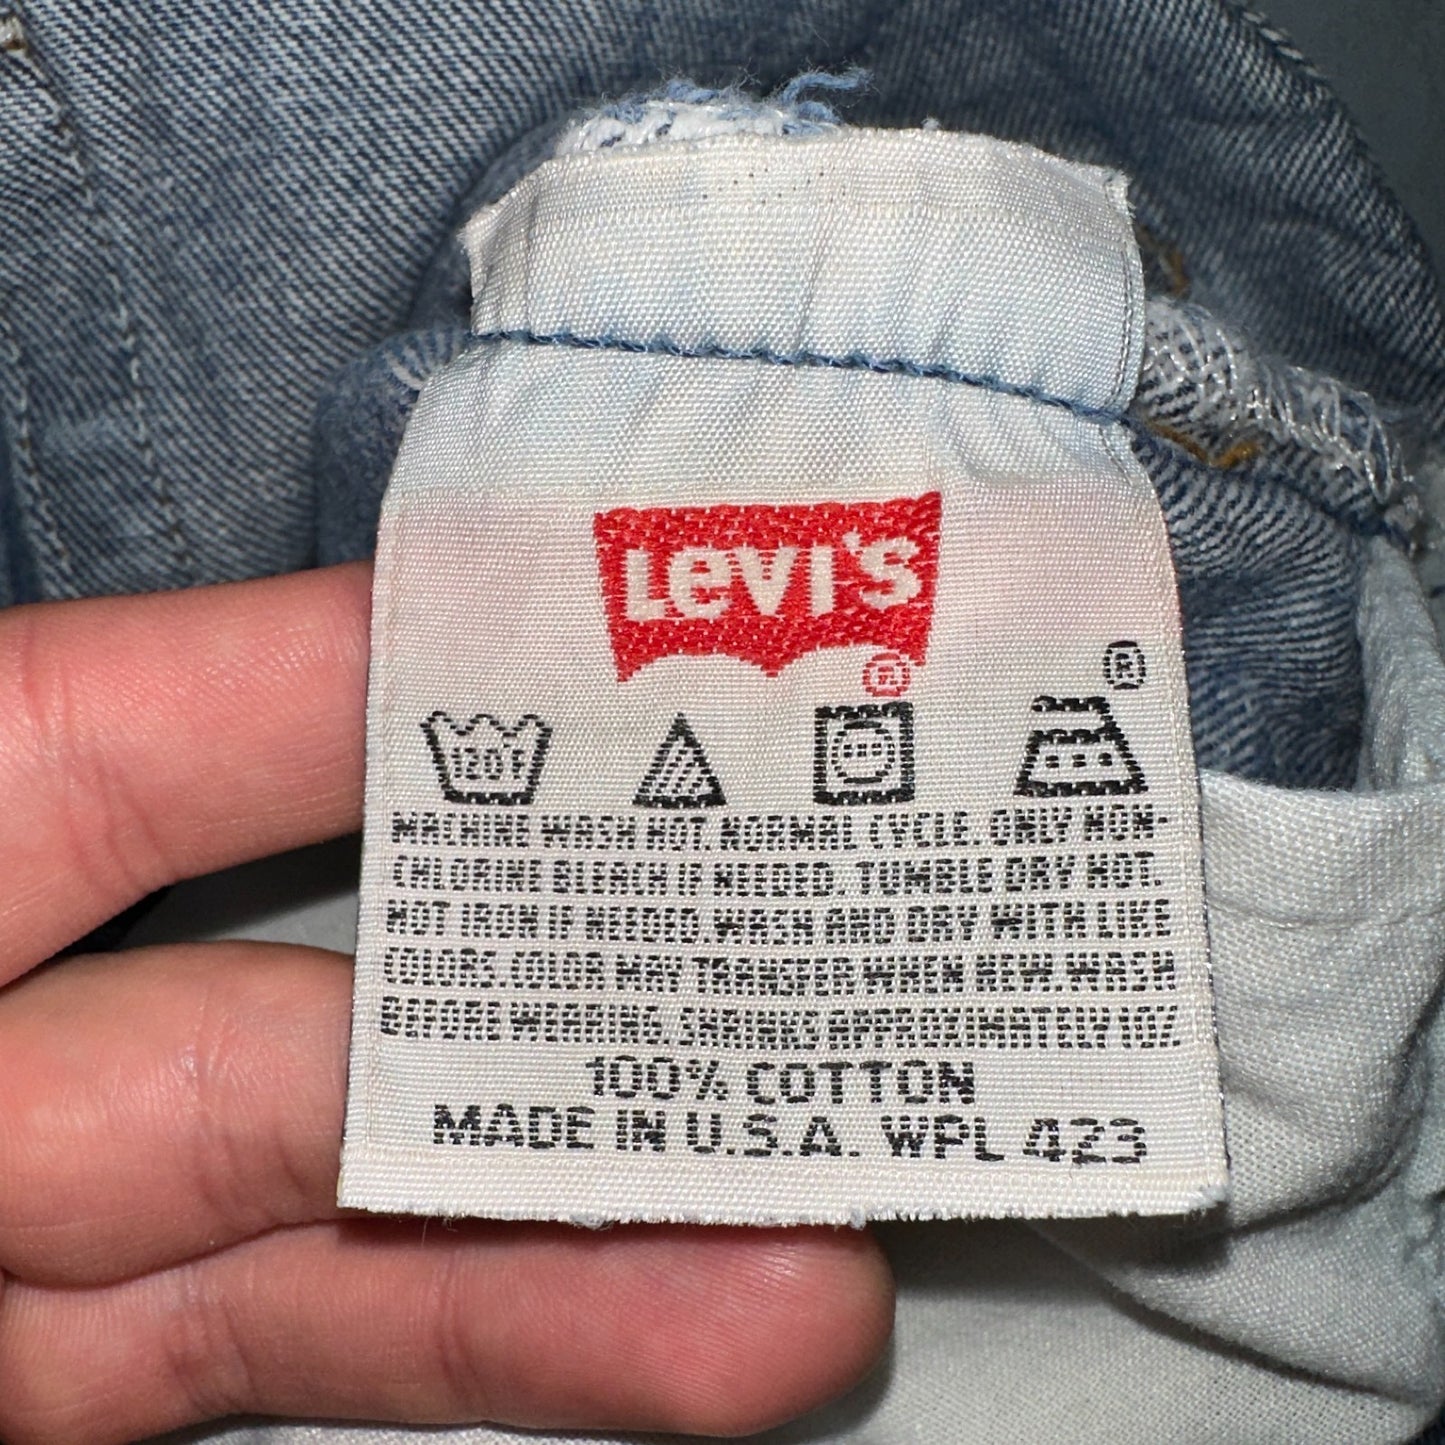 LEVI'S
®
®
120F
MACHINE WASH HOT. NORMAL CYCLE. ONLY NON-
CHLORINE BLEACH IF NEEDED. TUMBLE DRY HOT.
HOT IRON IF NEEDED. WASH AND DRY WITH LIKE
COLORS. COLOR MAY TRANSFER WHEN NEW. WASH
BEFORE WEARING. SHRINKS APPROXIMATELY 10%
100% COTTON
MADE IN U.S.A. WPL 423